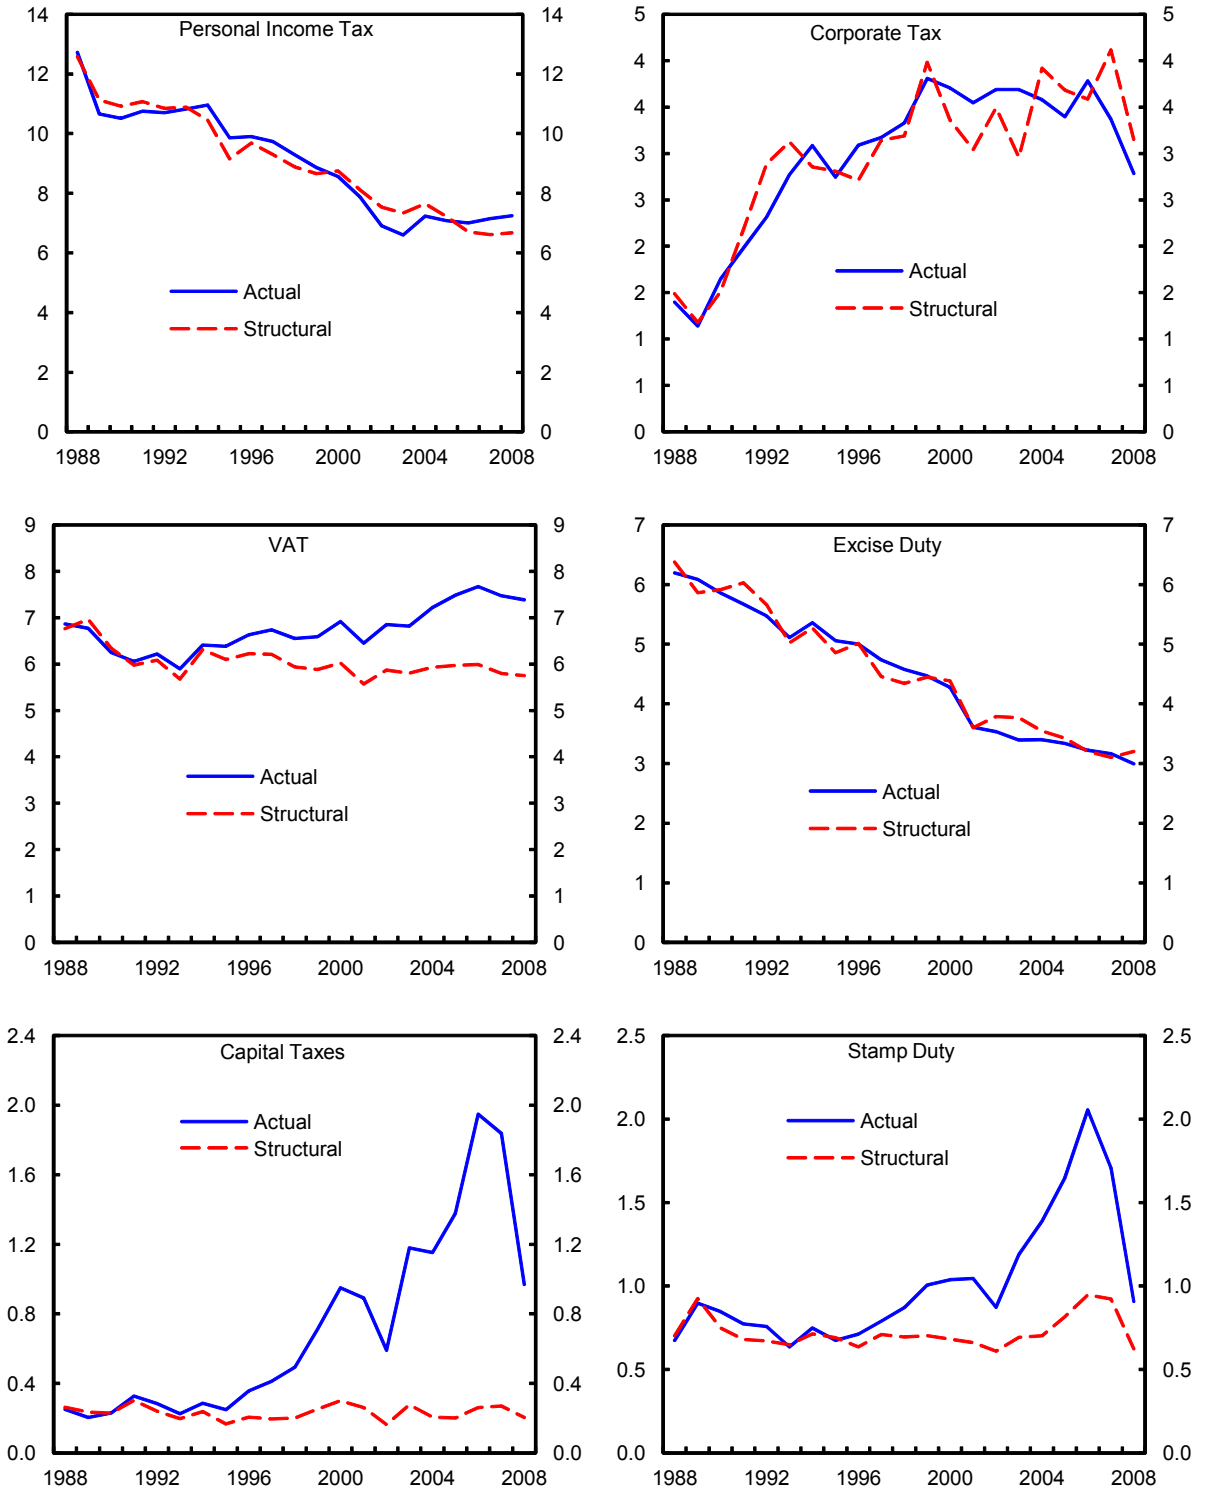 Personal Income Tax
14 14
12 12
10 10
8 8
6 6
4 4
2 2
0 0
Actual
Structural
1988 1992 1996 2000 2004 2008
Corporate Tax
5 5
4 4
4 4
3 3
3 3
2 2
2 2
1 1
1 1
0 0
Actual
Structural
1988 1992 1996 2000 2004 2008
VAT
9 9
8 8
7 7
6 6
5 5
4 4
3 3
2 2
1 1
0 0
Actual
Structural
1988 1992 1996 2000 2004 2008
Excise Duty
7 7
6 6
5 5
4 4
3 3
2 2
1 1
0 0
Actual
Structural
1988 1992 1996 2000 2004 2008
Capital Taxes
2.4 2.4
2.0 2.0
1.6 1.6
1.2 1.2
0.8 0.8
0.4 0.4
0.0 0.0
Actual
Structural
1988 1992 1996 2000 2004 2008
Stamp Duty
2.5 2.5
2.0 2.0
1.5 1.5
1.0 1.0
0.5 0.5
0.0 0.0
Actual
Structural
1988 1992 1996 2000 2004 2008